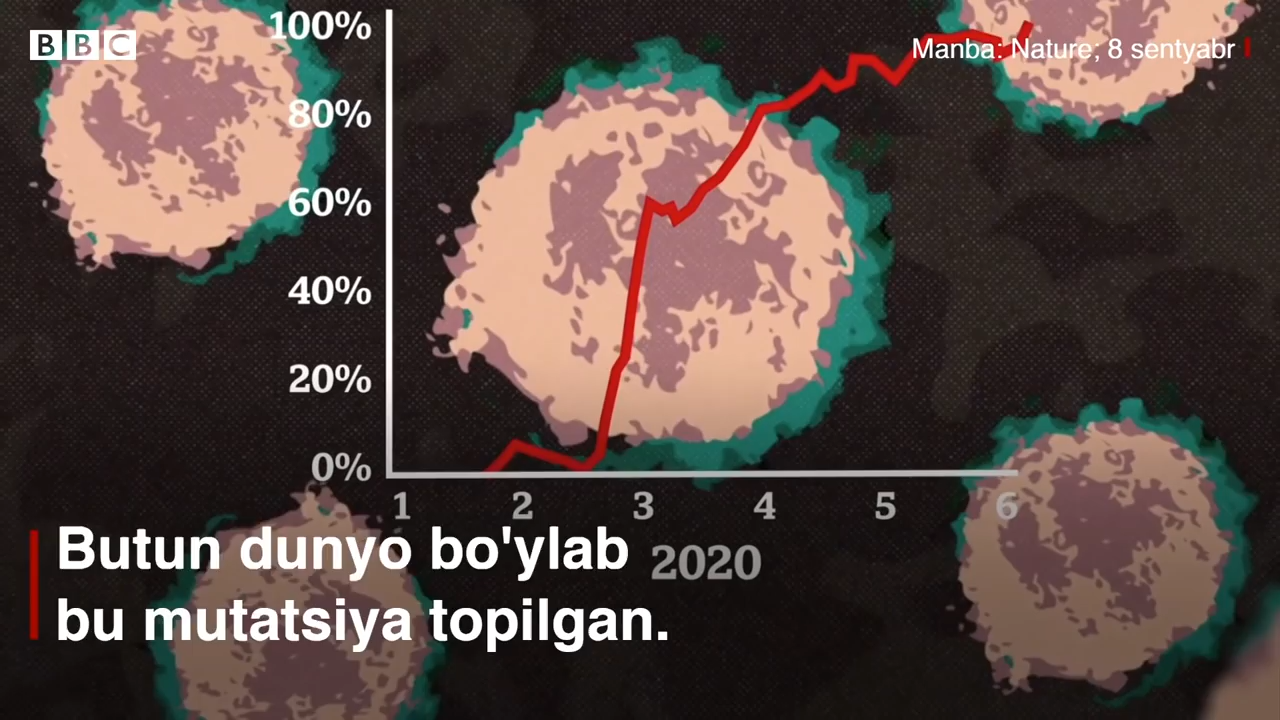 BBC
Manba: Nature; 8 sentyabr
100%
80%
60%
40%
20%
0%
1 2 3 4 5 6
2020
Butun dunyo bo'ylab
bu mutatsiya topilgan.